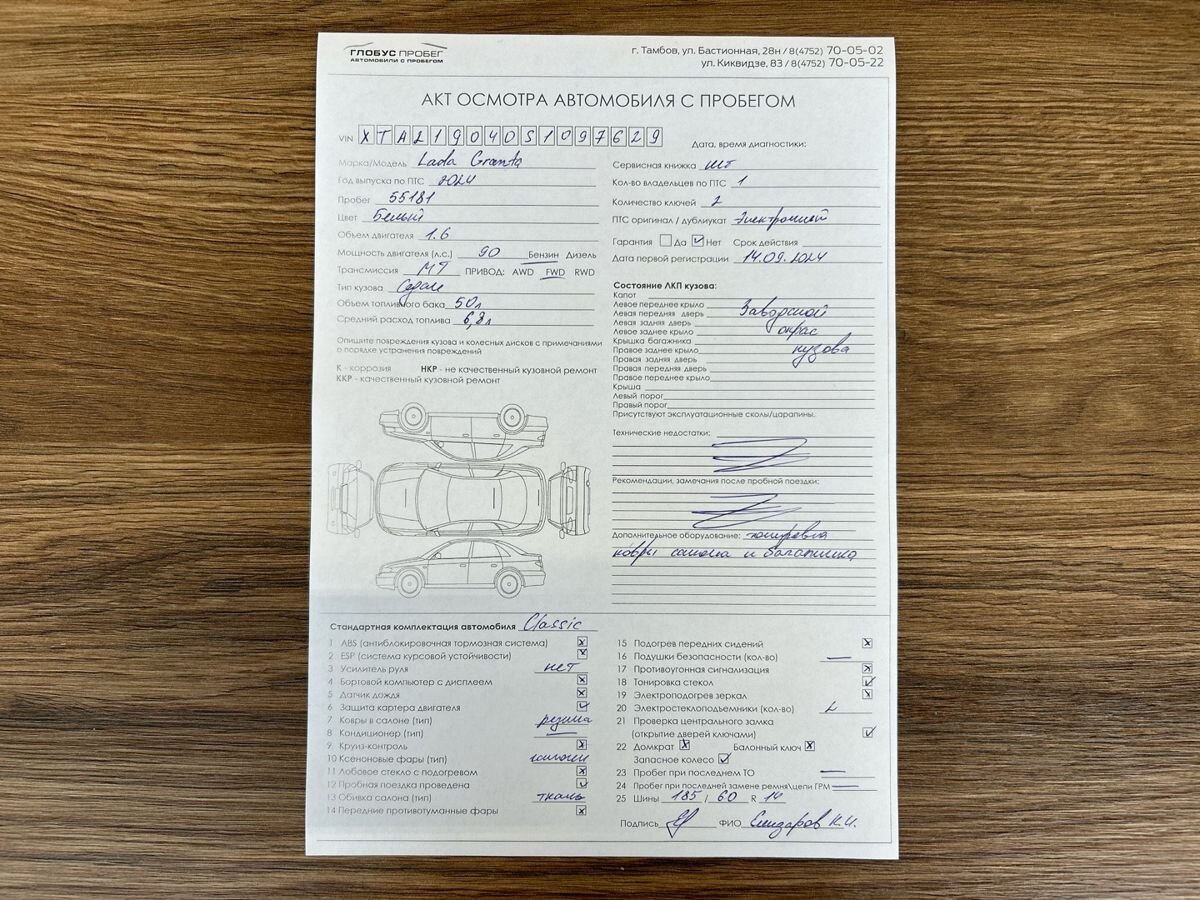 ГЛОБУС ПРОБЕГ
АВТОМОБИЛИ С ПРОБЕГОМ
г. Тамбов, ул. Бастионная, 28н / 8(4752) 70-05-02
ул. Киквидзе, 83 / 8(4752) 70-05-22
АКТ ОСМОТРА АВТОМОБИЛЯ С ПРОБЕГОМ
VIN XTA219040S1097629
Дата, время диагностики:
Марка/Модель Lada Granta
Год выпуска по ПТС 2024
Пробег 55181
Цвет Белый
Объем двигателя 1.6
Мощность двигателя (л.с.) 90 Бензин Дизель
Трансмиссия МТ ПРИВОД: AWD FWD RWD
Тип кузова Седан
Объем топливного бака 50л
Средний расход топлива 6,8л
Опишите повреждения кузова и колесных дисков с примечаниями
о порядке устранения повреждений
К - коррозия НКР - не качественный кузовной ремонт
ККР - качественный кузовной ремонт
Сервисная книжка
Кол-во владельцев по ПТС 1
Количество ключей 2
ПТС оригинал / дубликат Электронный
Гарантия Да Нет Срок действия
Дата первой регистрации 14.09.2024
Состояние ЛКП кузова:
Капот
Левое переднее крыло
Левая передняя дверь Заводской
Левая задняя дверь
Левое заднее крыло окрас
Крышка багажника
Правое заднее крыло кузова
Правая задняя дверь
Правая передняя дверь
Правое переднее крыло
Крыша
Левый порог
Правый порог
Присутствуют эксплуатационные сколы/царапины.
Технические недостатки:
Рекомендации, замечания после пробной поездки:
Дополнительное оборудование: тонировка
ковры салона и багажника
Стандартная комплектация автомобиля Classic
1 ABS (антиблокировочная тормозная система)
2 ESP (система курсовой устойчивости)
3 Усилитель руля нет
4 Бортовой компьютер с дисплеем
5 Датчик дождя
6 Защита картера двигателя
7 Ковры в салоне (тип) резина
8 Кондиционер (тип) —
9 Круиз-контроль
10 Ксеноновые фары (тип)
11 Лобовое стекло с подогревом
12 Пробная поездка проведена
13 Обивка салона (тип) ткань
14 Передние противотуманные фары
15 Подогрев передних сидений
16 Подушки безопасности (кол-во) —
17 Противоугонная сигнализация
18 Тонировка стекол
19 Электроподогрев зеркал
20 Электростеклоподъемники (кол-во) 2
21 Проверка центрального замка
(открытие дверей ключами)
22 Домкрат Балонный ключ
Запасное колесо
23 Пробег при последнем ТО —
24 Пробег при последней замене ремня\цепи ГРМ —
25 Шины 185 / 60 R 14
Подпись ФИО